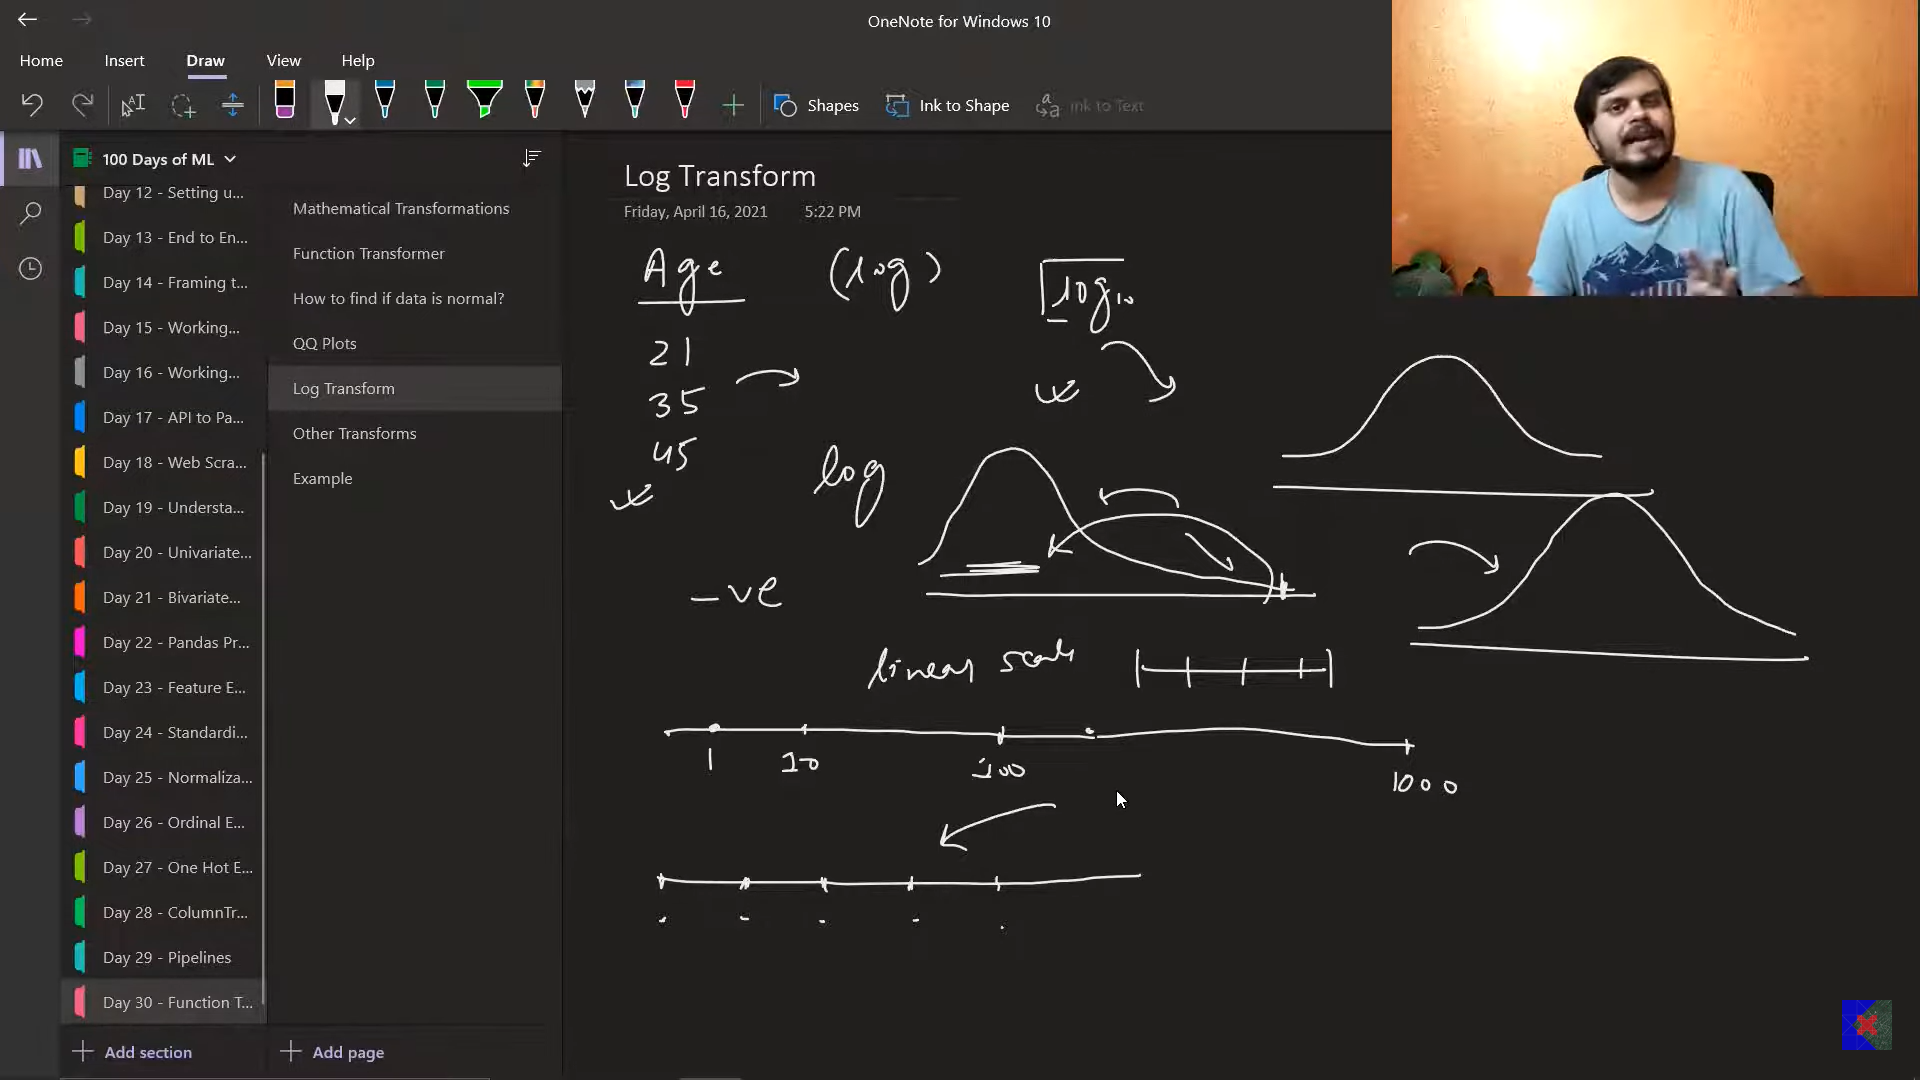 OneNote for Windows 10
Home Insert Draw View Help
Shapes Ink to Shape Ink to Text
100 Days of ML
Day 12 - Setting u...
Day 13 - End to En...
Day 14 - Framing t...
Day 15 - Working...
Day 16 - Working...
Day 17 - API to Pa...
Day 18 - Web Scra...
Day 19 - Understa...
Day 20 - Univariate...
Day 21 - Bivariate...
Day 22 - Pandas Pr...
Day 23 - Feature E...
Day 24 - Standardi...
Day 25 - Normaliza...
Day 26 - Ordinal E...
Day 27 - One Hot E...
Day 28 - ColumnTr...
Day 29 - Pipelines
Day 30 - Function T...
Add section
Mathematical Transformations
Function Transformer
How to find if data is normal?
QQ Plots
Log Transform
Other Transforms
Example
Add page
Log Transform
Friday, April 16, 2021 5:22 PM
Age (log) log10
21
35
45
log
-ve
linear scale
1 10 100 1000